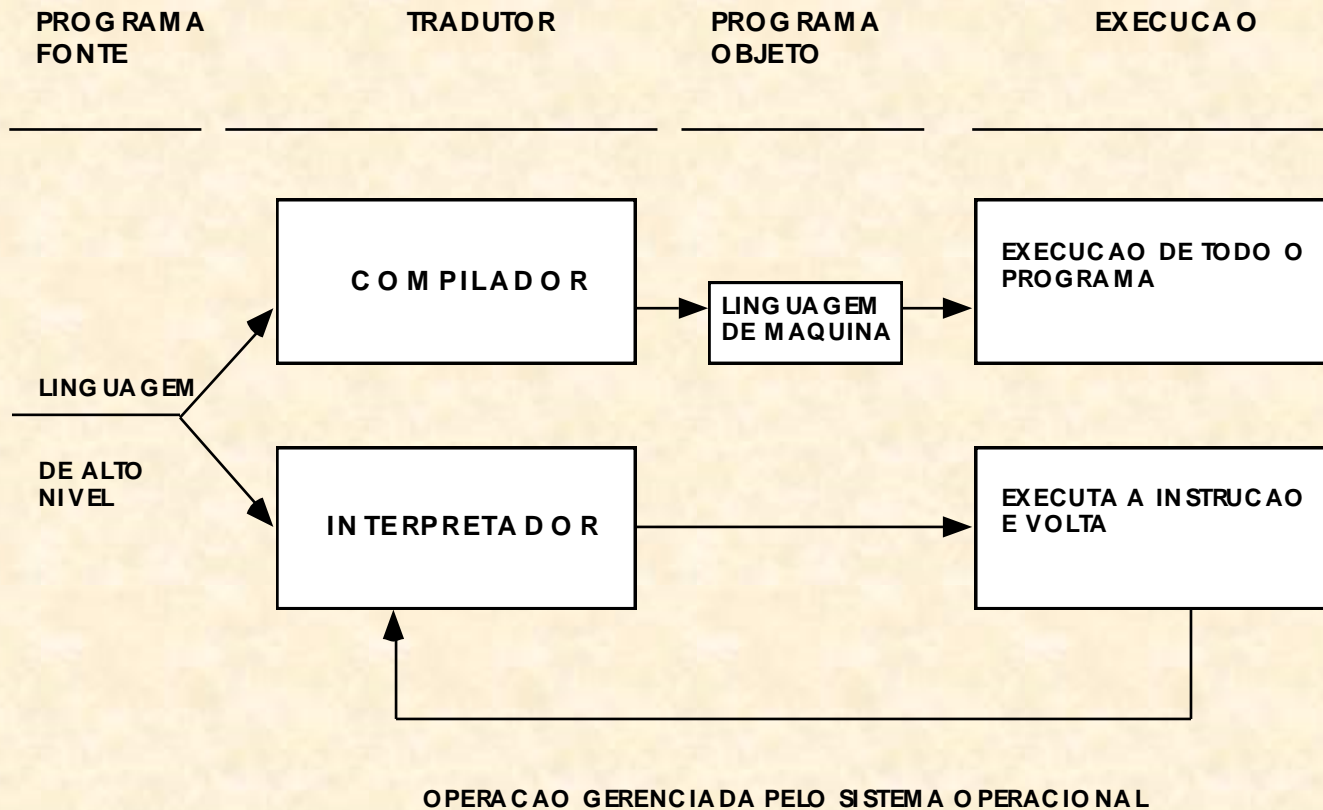 PROGRAMA
FONTE
TRADUTOR
PROGRAMA
OBJETO
EXECUCAO
COMPILADOR
LINGUAGEM
DE MAQUINA
EXECUCAO DE TODO O
PROGRAMA
LINGUAGEM
DE ALTO
NIVEL
INTERPRETADOR
EXECUTA A INSTRUCAO
E VOLTA
OPERACAO GERENCIADA PELO SISTEMA OPERACIONAL